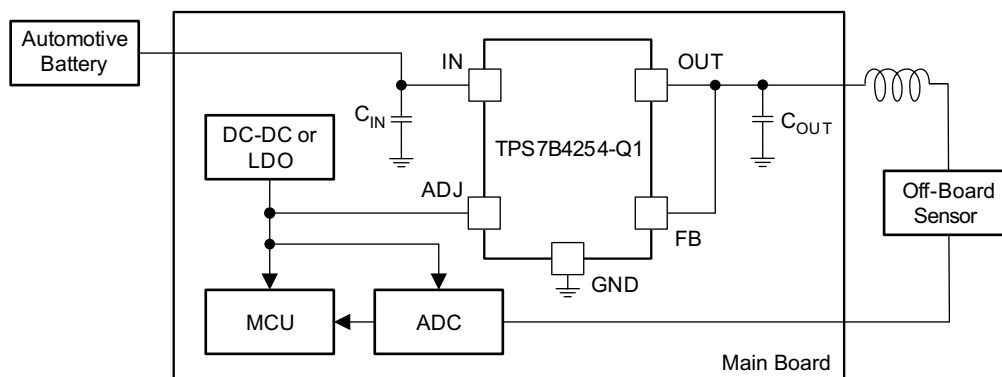 Automotive
Battery
IN
OUT
C_IN
C_OUT
TPS7B4254-Q1
DC-DC or
LDO
ADJ
FB
GND
Off-Board
Sensor
MCU
ADC
Main Board